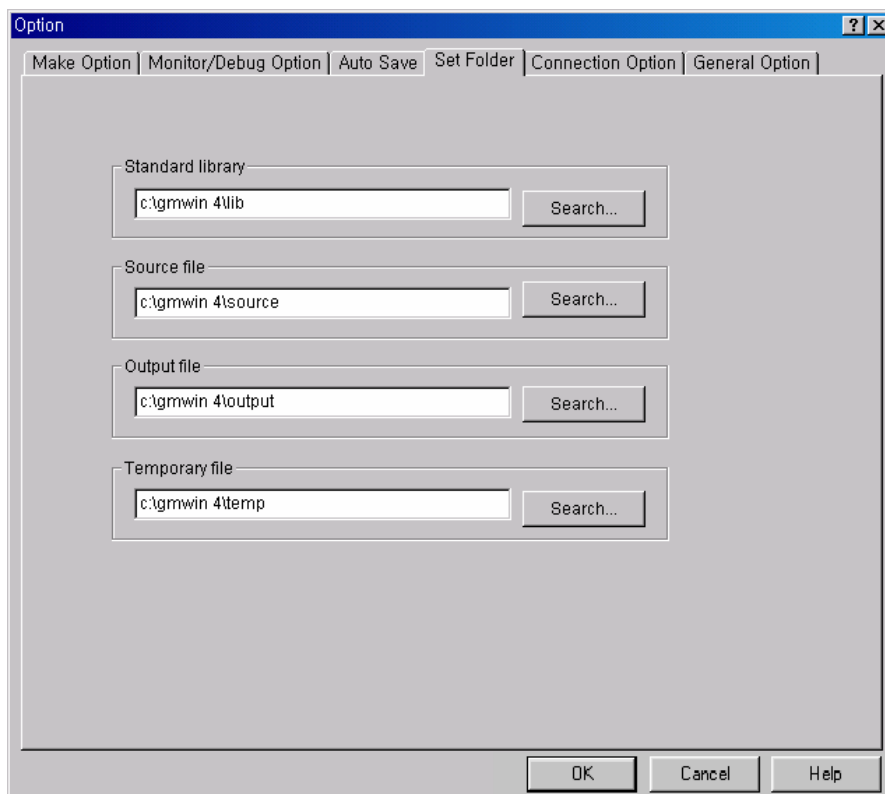 Option
Make Option Monitor/Debug Option Auto Save Set Folder Connection Option General Option
Standard library
c:\gmwin 4\lib Search...
Source file
c:\gmwin 4\source Search...
Output file
c:\gmwin 4\output Search...
Temporary file
c:\gmwin 4\temp Search...
OK Cancel Help